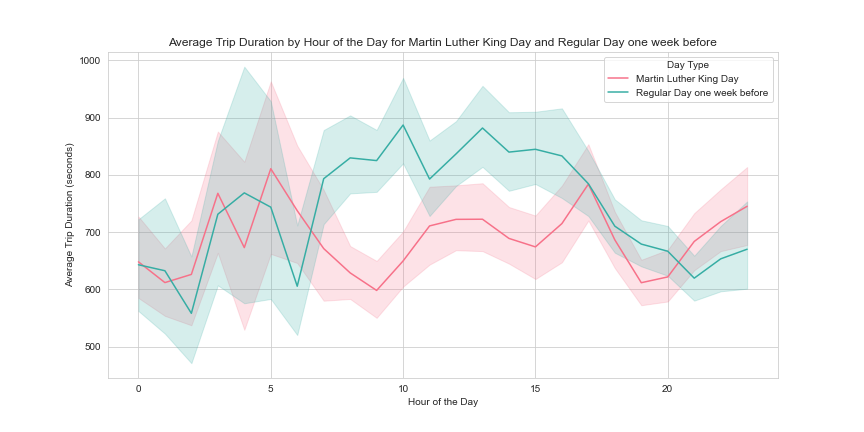 Average Trip Duration by Hour of the Day for Martin Luther King Day and Regular Day one week before
Day Type
Martin Luther King Day
Regular Day one week before
Average Trip Duration (seconds)
1000
900
800
700
600
500
0 5 10 15 20
Hour of the Day